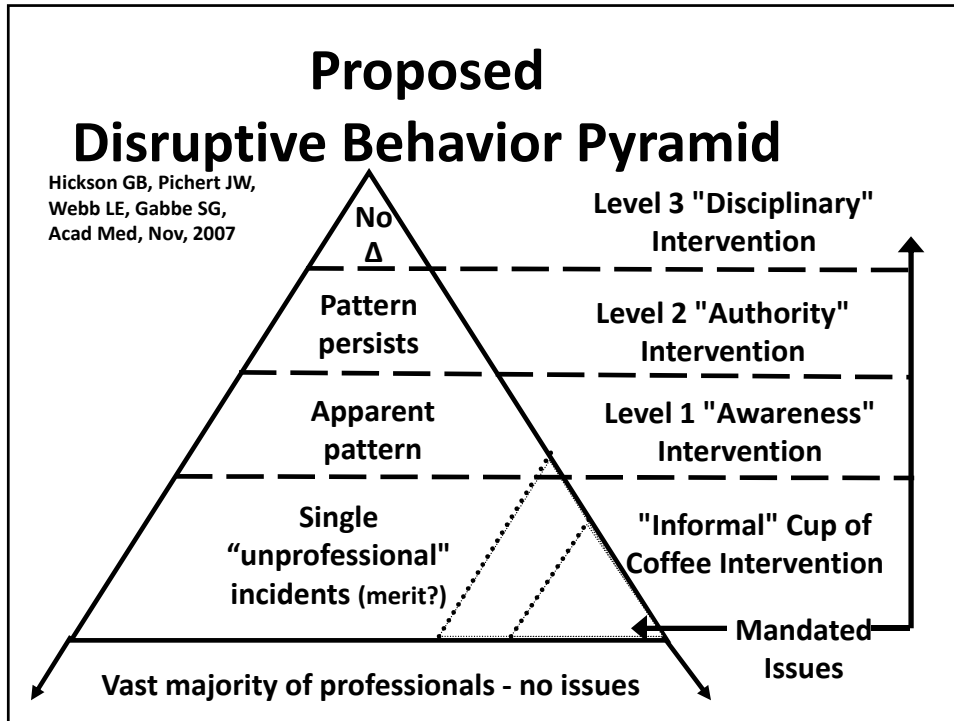 Proposed
Disruptive Behavior Pyramid
Hickson GB, Pichert JW,
Webb LE, Gabbe SG,
Acad Med, Nov, 2007
No
Δ
Level 3 "Disciplinary"
Intervention
Pattern
persists
Level 2 "Authority"
Intervention
Apparent
pattern
Level 1 "Awareness"
Intervention
Single
“unprofessional"
incidents (merit?)
"Informal" Cup of
Coffee Intervention
Mandated
Issues
Vast majority of professionals - no issues